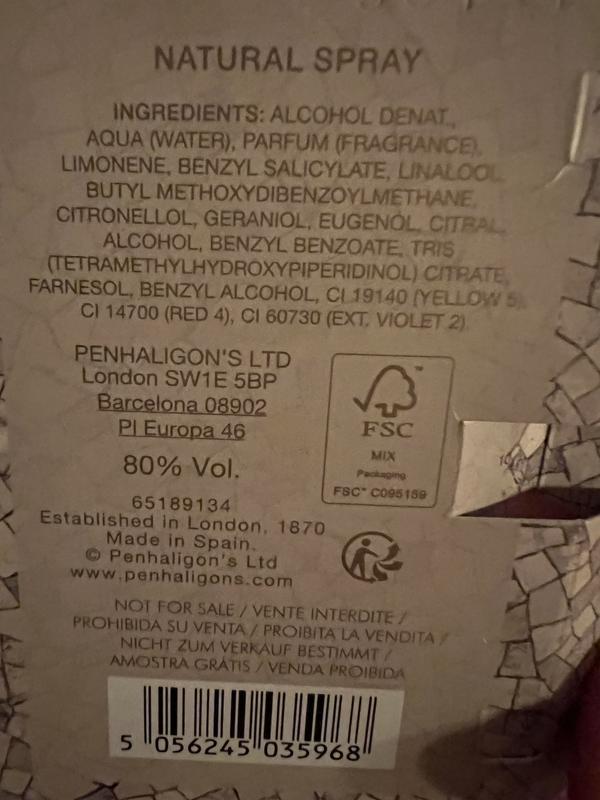 NATURAL SPRAY
INGREDIENTS: ALCOHOL DENAT.,
AQUA (WATER), PARFUM (FRAGRANCE),
LIMONENE, BENZYL SALICYLATE, LINALOOL,
BUTYL METHOXYDIBENZOYLMETHANE,
CITRONELLOL, GERANIOL, EUGENOL, CITRAL,
ALCOHOL, BENZYL BENZOATE, TRIS
(TETRAMETHYLHYDROXYPIPERIDINOL) CITRATE,
FARNESOL, BENZYL ALCOHOL, CI 19140 (YELLOW 5),
CI 14700 (RED 4), CI 60730 (EXT. VIOLET 2)
PENHALIGON'S LTD
London SW1E 5BP
Barcelona 08902
Pl Europa 46
80% Vol.
65189134
Established in London, 1870
Made in Spain.
© Penhaligon's Ltd
www.penhaligons.com
FSC
MIX
Packaging
FSC™ C095159
NOT FOR SALE / VENTE INTERDITE /
PROHIBIDA SU VENTA / PROIBITA LA VENDITA /
NICHT ZUM VERKAUF BESTIMMT /
AMOSTRA GRÁTIS / VENDA PROIBIDA
5 056245 035968